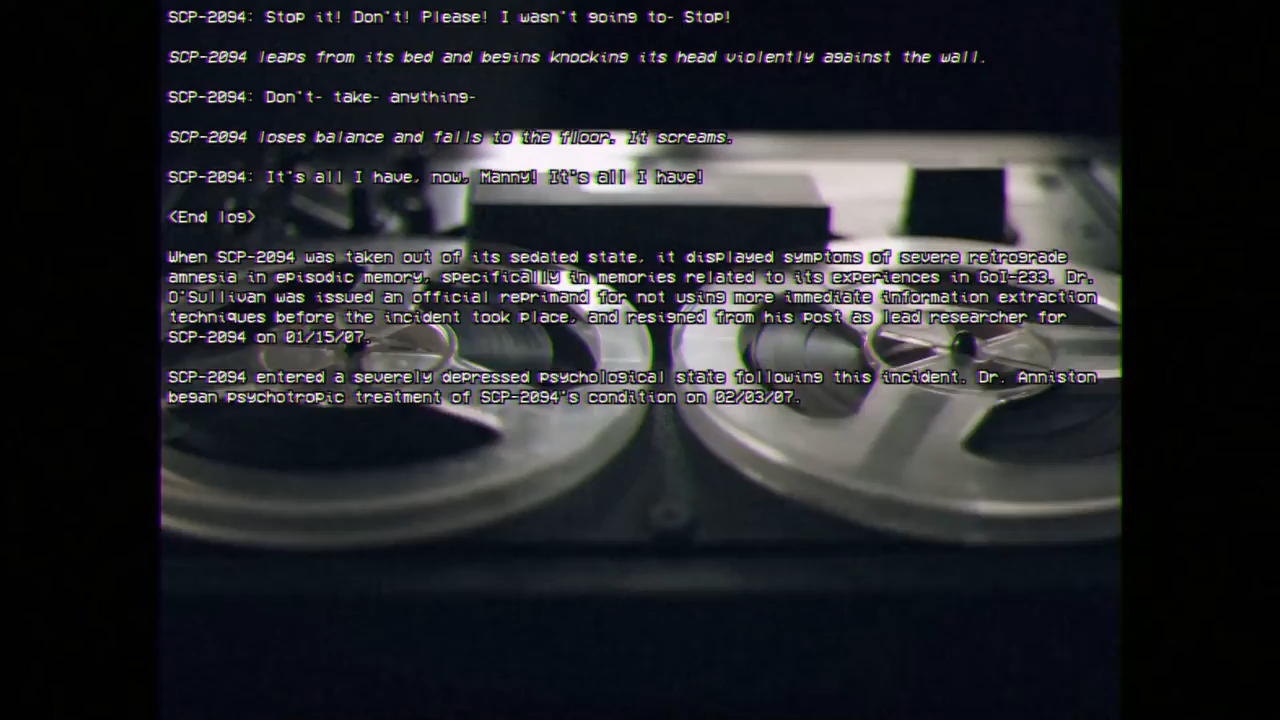 SCP-2094: Stop it! Don't! Please! I wasn't going to- Stop!
SCP-2094 leaps from its bed and begins knocking its head violently against the wall.
SCP-2094: Don't- take- anything-
SCP-2094 loses balance and falls to the floor. It screams.
SCP-2094: It's all I have, now, Manny! It's all I have!
<End log>
When SCP-2094 was taken out of its sedated state, it displayed symptoms of severe retrograde
amnesia in episodic memory, specifically in memories related to its experiences in GoI-233. Dr.
O'Sullivan was issued an official reprimand for not using more immediate information extraction
techniques before the incident took place, and resigned from his post as lead researcher for
SCP-2094 on 01/15/07.
SCP-2094 entered a severely depressed psychological state following this incident. Dr. Anniston
began psychotropic treatment of SCP-2094's condition on 02/03/07.